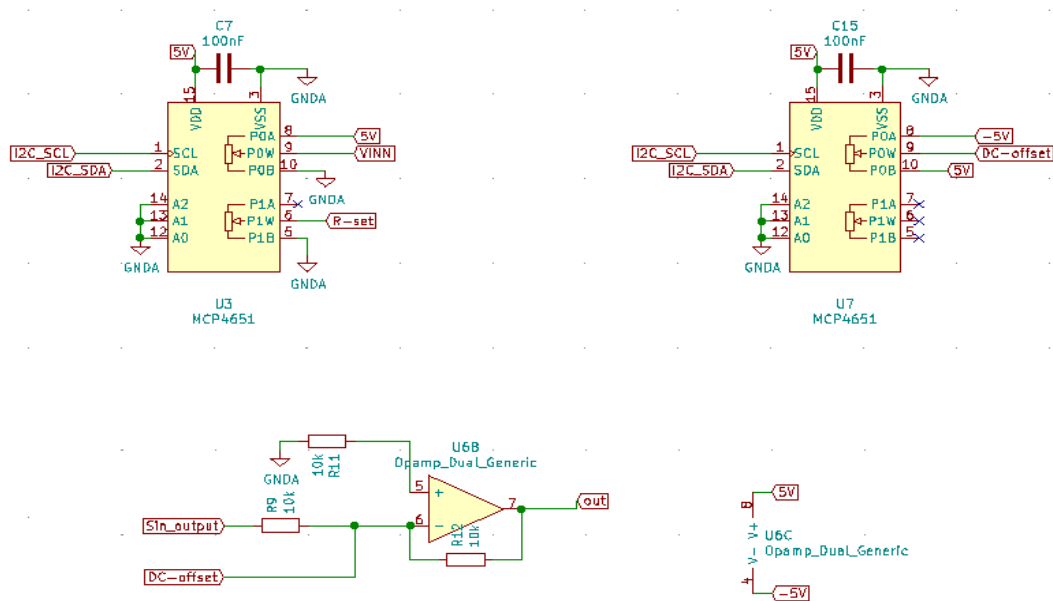 C7
100nF
5V
GNDA
15
3
VDD
VSS
I2C_SCL
1
SCL
I2C_SDA
2
SDA
14
A2
13
A1
12
A0
GNDA
P0A
8
5V
P0W
9
VINN
P0B
10
GNDA
P1A
7
P1W
6
R-set
P1B
5
GNDA
U3
MCP4651
C15
100nF
5V
GNDA
15
3
VDD
VSS
I2C_SCL
1
SCL
I2C_SDA
2
SDA
14
A2
13
A1
12
A0
GNDA
P0A
8
-5V
P0W
9
DC-offset
P0B
10
5V
P1A
7
P1W
6
P1B
5
U7
MCP4651
U6B
Opamp_Dual_Generic
10k
R11
GNDA
R9
10k
5
+
6
-
7
out
Sin_output
R12
10k
DC-offset
5V
8
V+
U6C
Opamp_Dual_Generic
V-
4
-5V